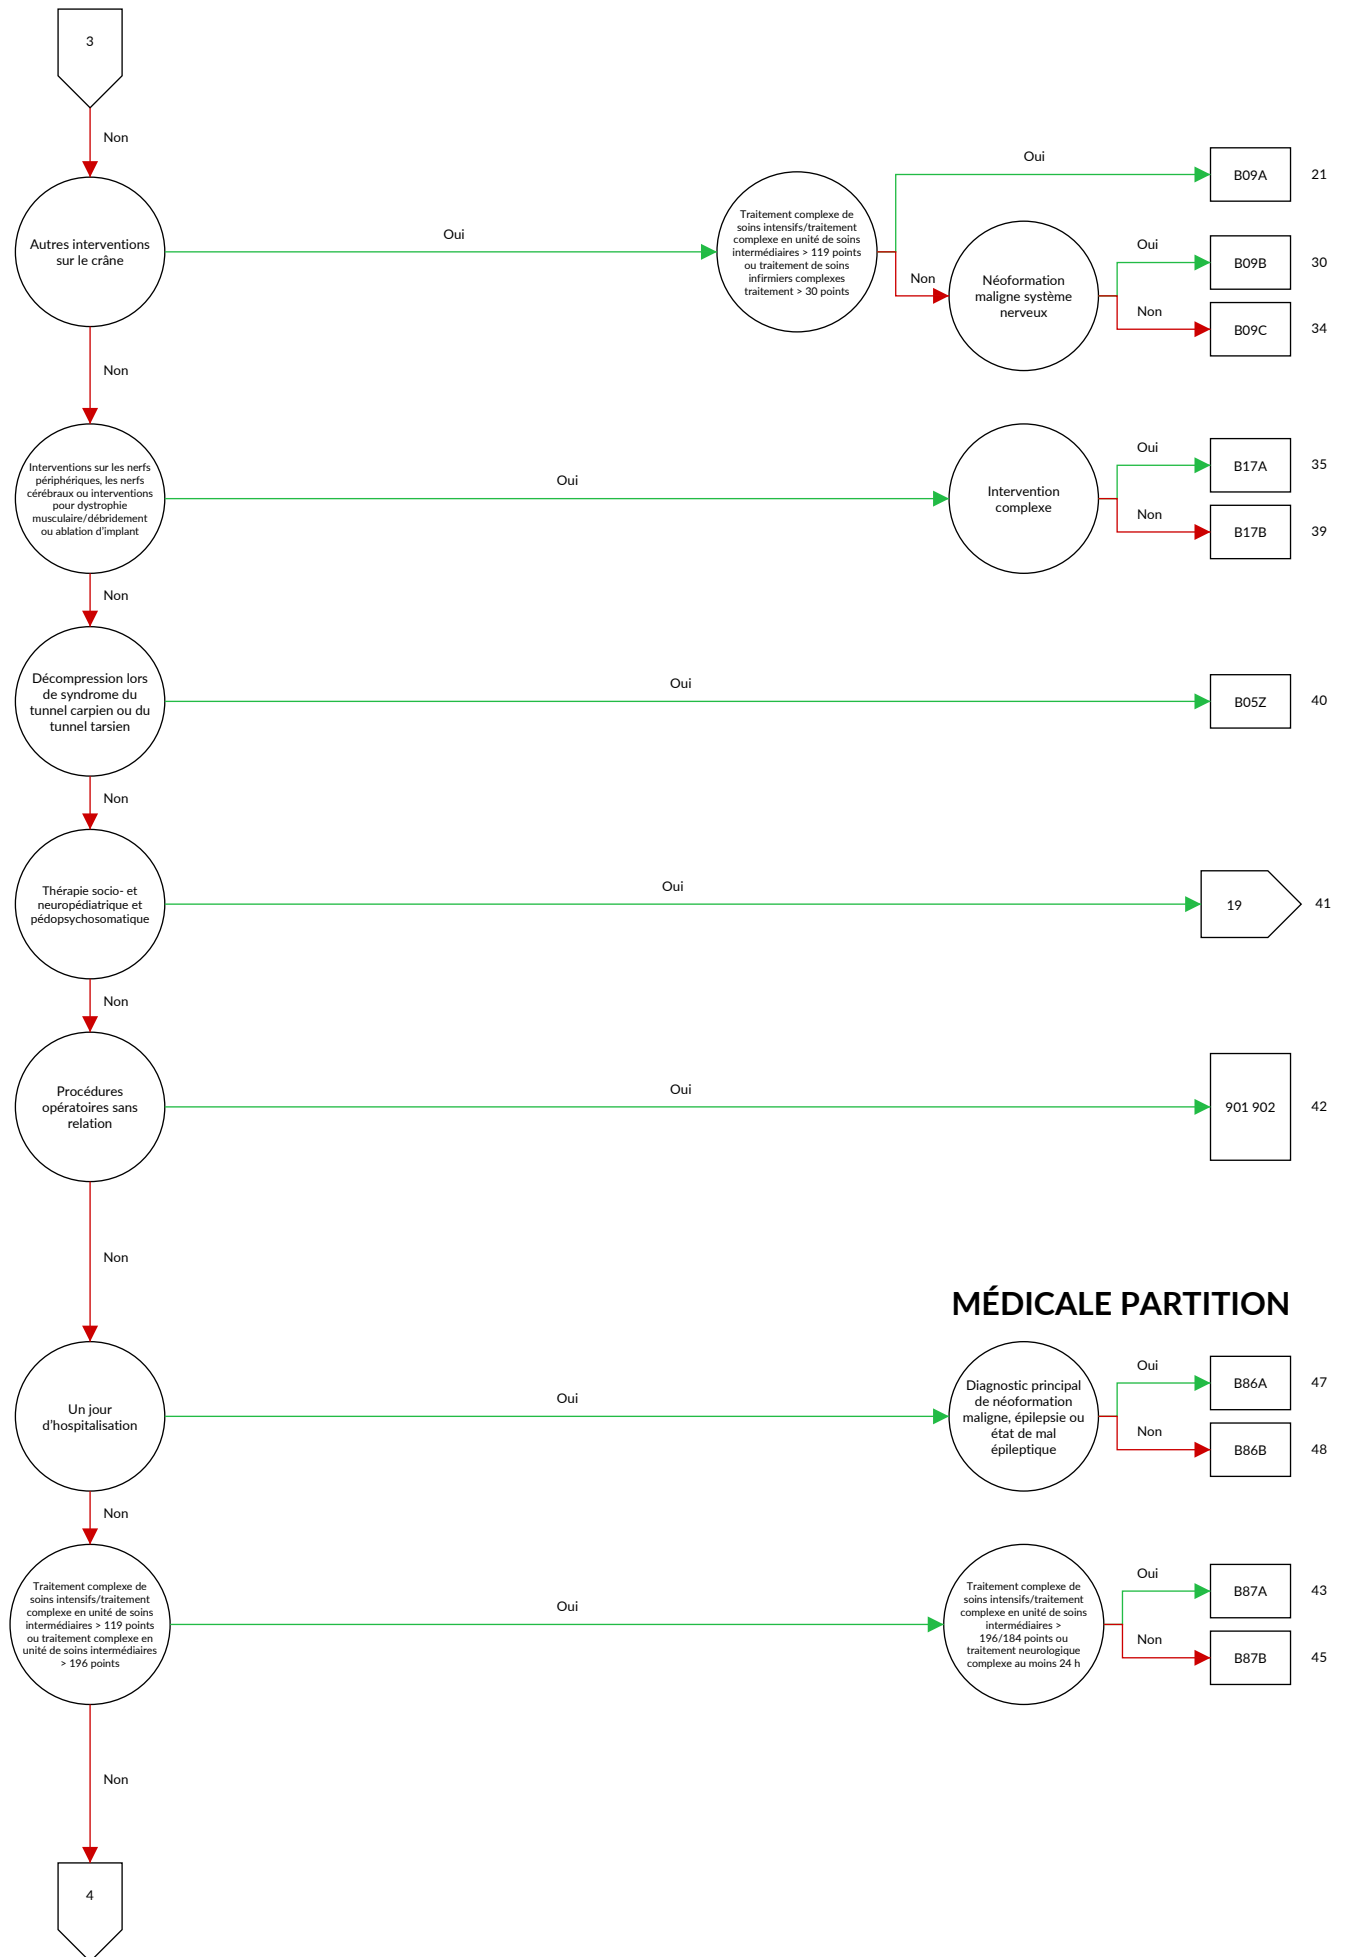 3
Non
Autres interventions
sur le crâne
Oui
Traitement complexe de
soins intensifs/traitement
complexe en unité de soins
intermédiaires > 119 points
ou traitement de soins
infirmiers complexes
traitement > 30 points
Oui
B09A
21
Non
Néoformation
maligne système
nerveux
Oui
B09B
30
Non
B09C
34
Non
Interventions sur les nerfs
périphériques, les nerfs
cérébraux ou interventions
pour dystrophie
musculaire/débridement
ou ablation d'implant
Oui
Intervention
complexe
Oui
B17A
35
Non
B17B
39
Non
Décompression lors
de syndrome du
tunnel carpien ou du
tunnel tarsien
Oui
B05Z
40
Non
Thérapie socio- et
neuropédiatrique et
pédopsychosomatique
Oui
19
41
Non
Procédures
opératoires sans
relation
Oui
901 902
42
Non
MÉDICALE PARTITION
Un jour
d'hospitalisation
Oui
Diagnostic principal
de néoformation
maligne, épilepsie ou
état de mal
épileptique
Oui
B86A
47
Non
B86B
48
Non
Traitement complexe de
soins intensifs/traitement
complexe en unité de soins
intermédiaires > 119 points
ou traitement complexe en
unité de soins intermédiaires
> 196 points
Oui
Traitement complexe de
soins intensifs/traitement
complexe en unité de soins
intermédiaires >
196/184 points ou
traitement neurologique
complexe au moins 24 h
Oui
B87A
43
Non
B87B
45
Non
4